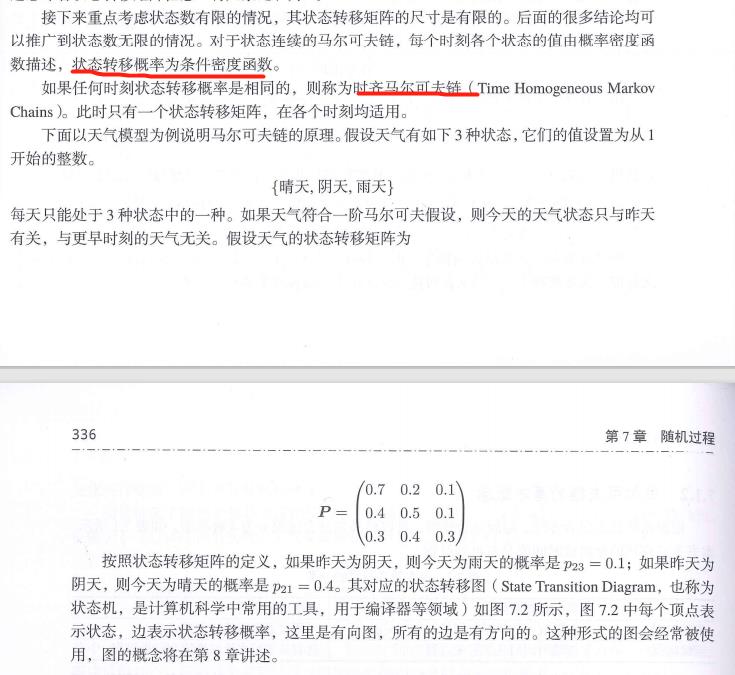 接下来重点考虑状态数有限的情况，其状态转移矩阵的尺寸是有限的。后面的很多结论均可
以推广到状态数无限的情况。对于状态连续的马尔可夫链，每个时刻各个状态的值由概率密度函
数描述，状态转移概率为条件密度函数。
如果任何时刻状态转移概率是相同的，则称为时齐马尔可夫链（Time Homogeneous Markov
Chains）。此时只有一个状态转移矩阵，在各个时刻均适用。
下面以天气模型为例说明马尔可夫链的原理。假设天气有如下3种状态，它们的值设置为从1
开始的整数。
{晴天, 阴天, 雨天}
每天只能处于3种状态中的一种。如果天气符合一阶马尔可夫假设，则今天的天气状态只与昨天
有关，与更早时刻的天气无关。假设天气的状态转移矩阵为
336 第7章 随机过程
0.7 0.2 0.1
P = 0.4 0.5 0.1
0.3 0.4 0.3
按照状态转移矩阵的定义，如果昨天为阴天，则今天为雨天的概率是 p23 = 0.1；如果昨天为
阴天，则今天为晴天的概率是 p21 = 0.4。其对应的状态转移图（State Transition Diagram，也称为
状态机，是计算机科学中常用的工具，用于编译器等领域）如图7.2所示，图7.2中每个顶点表
示状态，边表示状态转移概率，这里是有向图，所有的边是有方向的。这种形式的图会经常被使
用，图的概念将在第8章讲述。